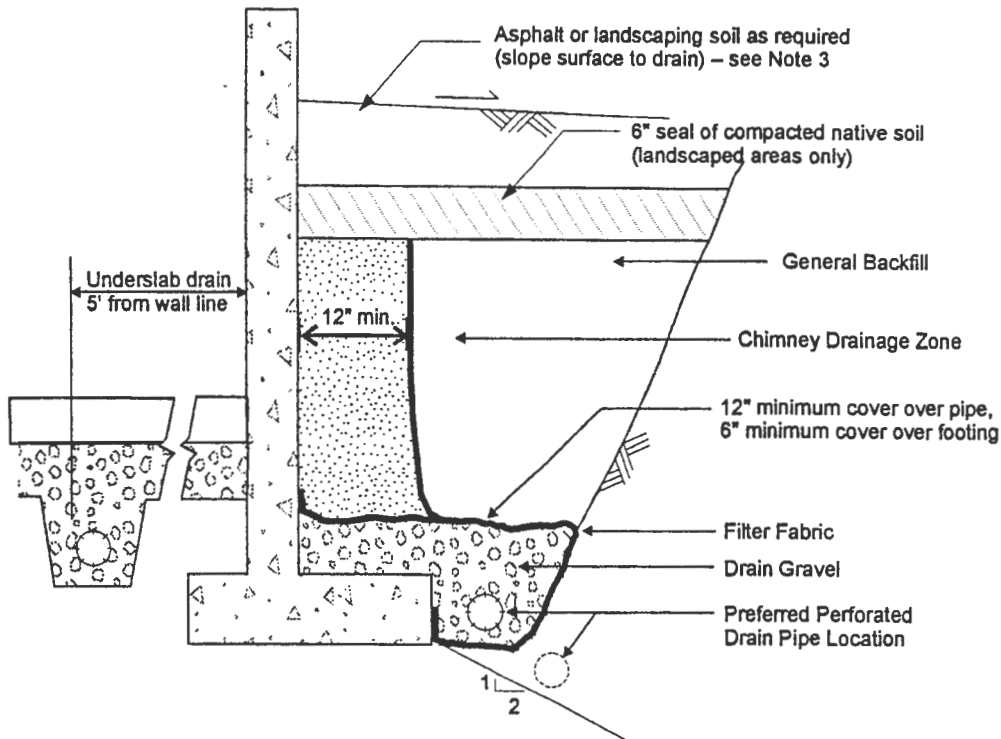 Asphalt or landscaping soil as required
(slope surface to drain) – see Note 3
6" seal of compacted native soil
(landscaped areas only)
General Backfill
Underslab drain
5' from wall line
12" min.
Chimney Drainage Zone
12" minimum cover over pipe,
6" minimum cover over footing
Filter Fabric
Drain Gravel
Preferred Perforated
Drain Pipe Location
1
2